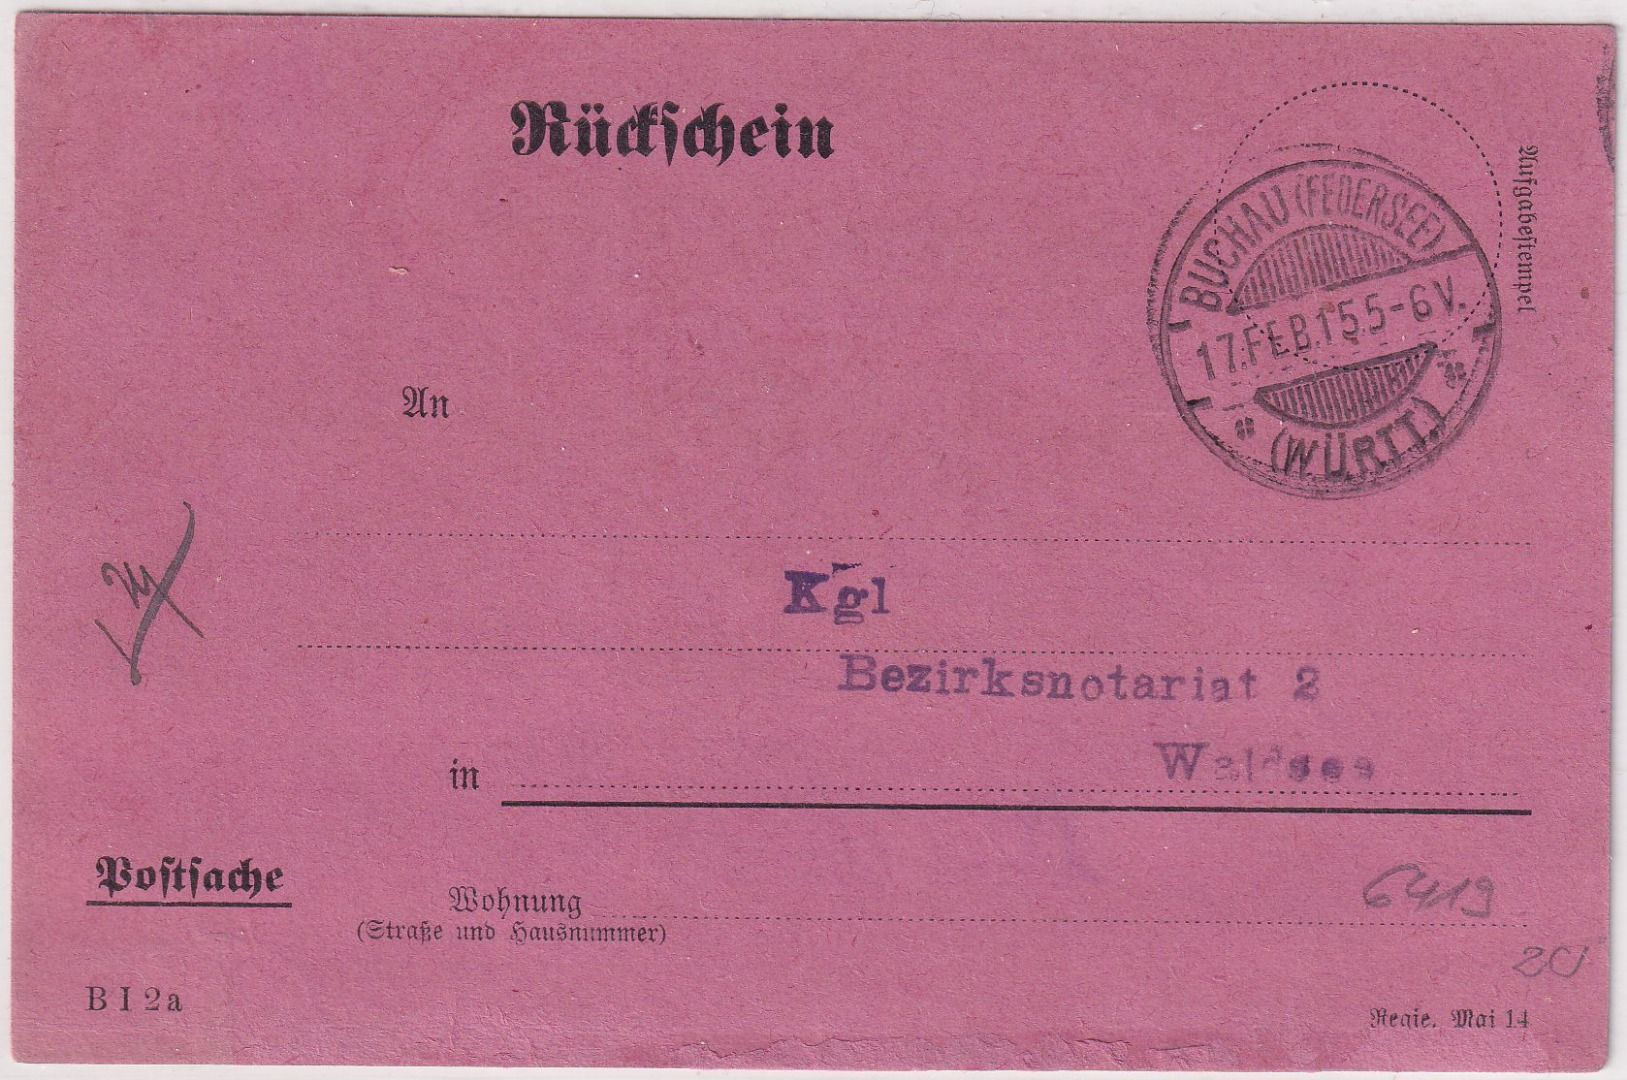 Rückschein
Aufgabestempel
BUCHAU (FEDERSEE)
17.FEB.15.5-6V.
(WÜRTT.)
An
Kgl
Bezirksnotariat 2
in Waldsee
Postsache
Wohnung
(Straße und Hausnummer)
6419
20
B I 2a
Regie. Mai 14